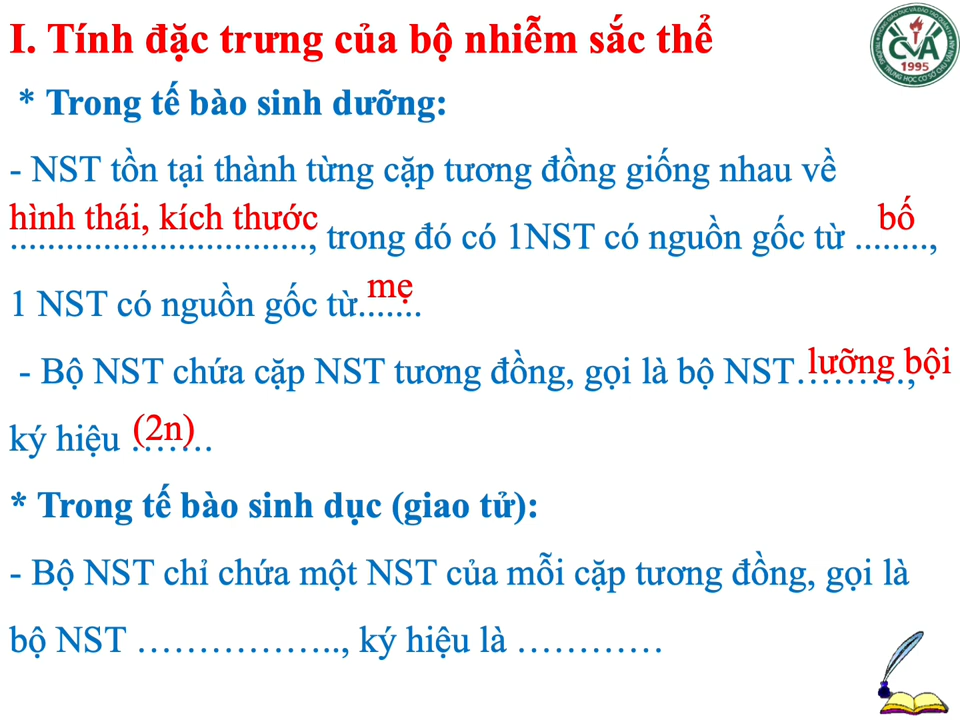 I. Tính đặc trưng của bộ nhiễm sắc thể
* Trong tế bào sinh dưỡng:
- NST tồn tại thành từng cặp tương đồng giống nhau về
hình thái, kích thước
................................, trong đó có 1NST có nguồn gốc từ ........,
bố
1 NST có nguồn gốc từ.......
mẹ
- Bộ NST chứa cặp NST tương đồng, gọi là bộ NST………,
lưỡng bội
ký hiệu …….
(2n)
* Trong tế bào sinh dục (giao tử):
- Bộ NST chỉ chứa một NST của mỗi cặp tương đồng, gọi là
bộ NST …………….., ký hiệu là …………
CVA
1995